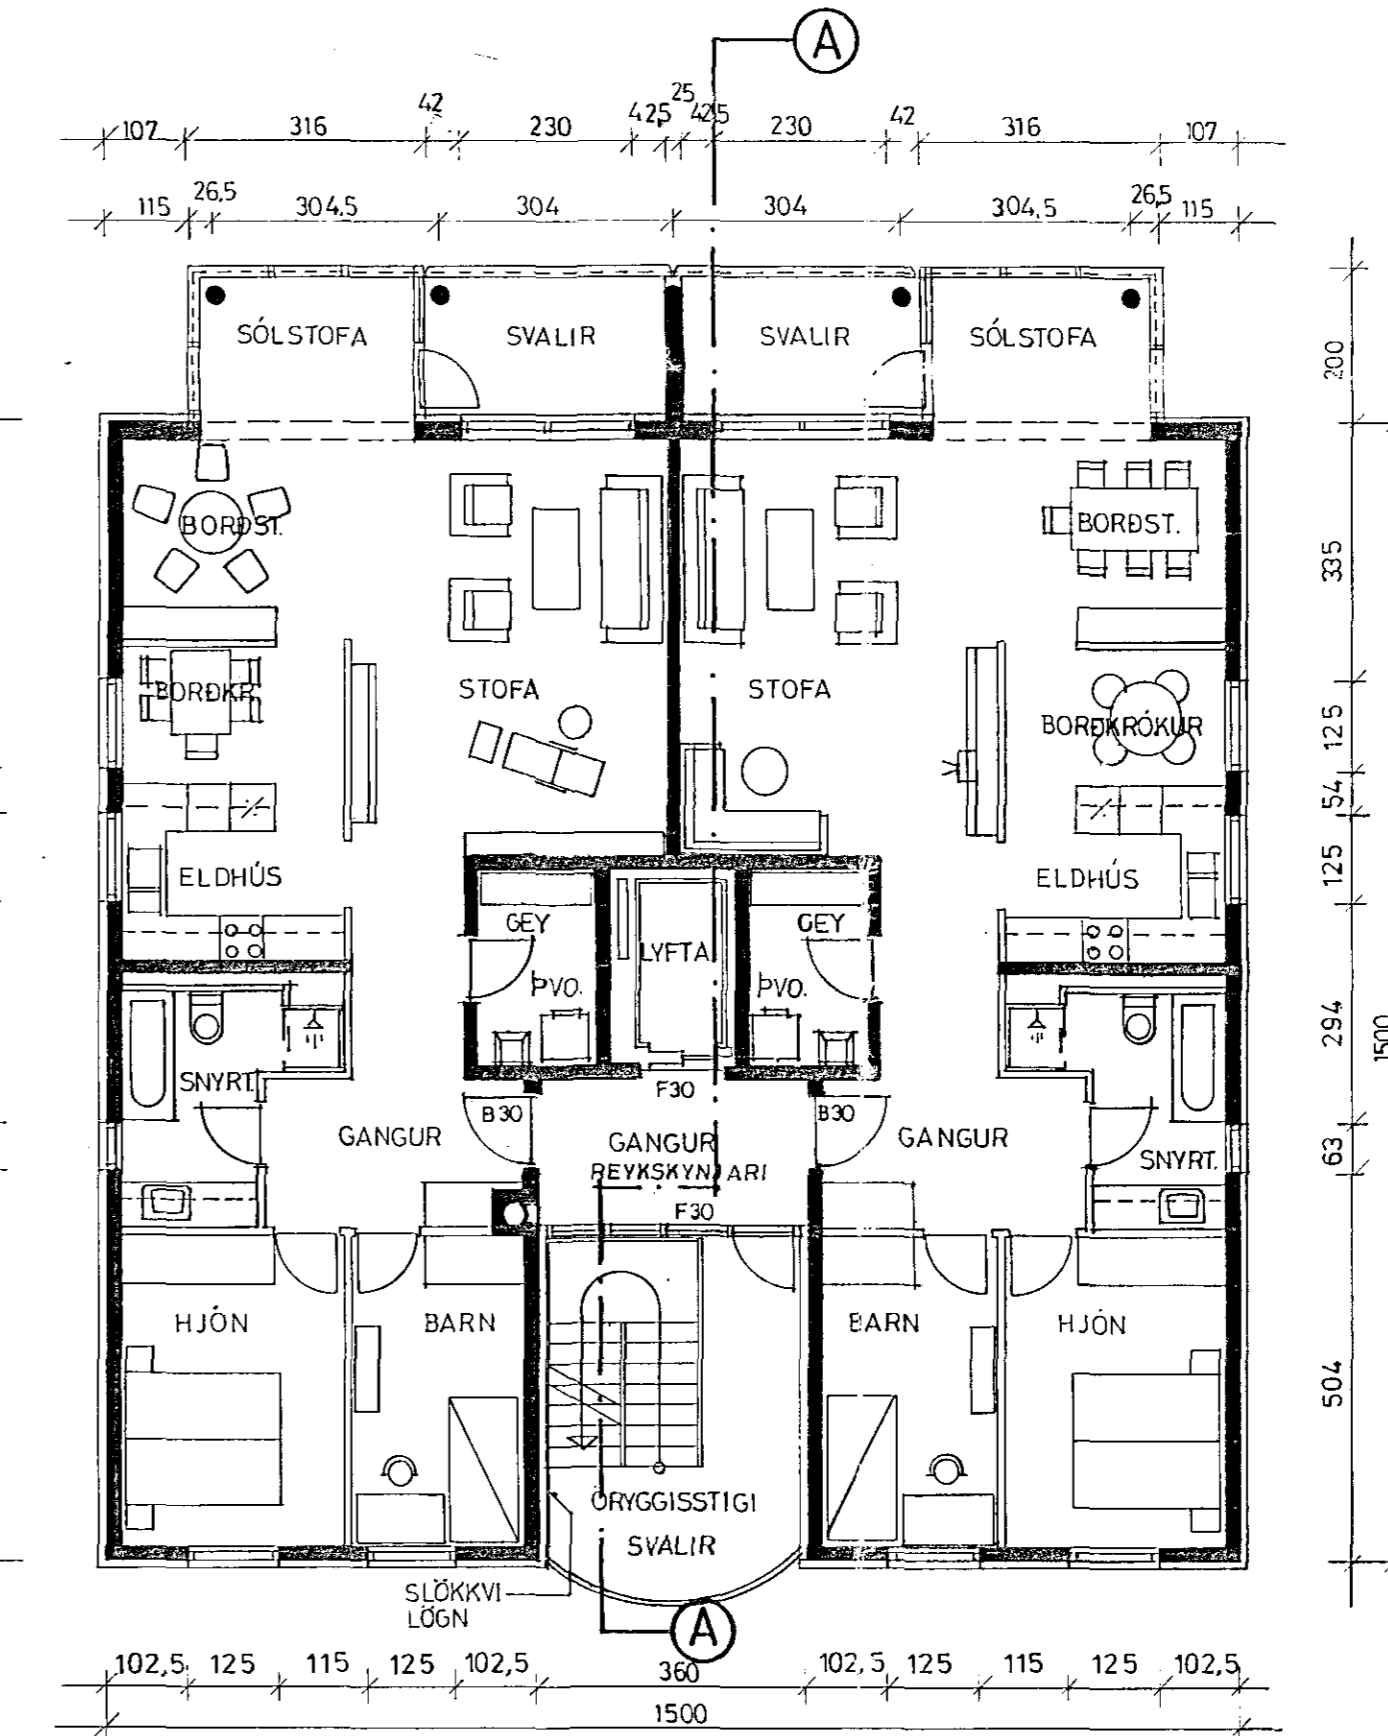 A
107 316 42 230 42,5 25 42,5 230 42 316 107
115 26,5 304,5 304 304 304,5 26,5 115
SÓLSTOFA SVALIR SVALIR SÓLSTOFA
200
BORÐST. BORÐST.
335
STOFA STOFA
BORÐKR. BORÐKRÓKUR
125
54
ELDHÚS ELDHÚS
125
GEY GEY
LYFTA
ÞVO. ÞVO.
294
1500
SNYRT.
F30
B30 B30
GANGUR GANGUR GANGUR
REYKSKYNJARI
SNYRT.
63
F30
HJÓN BARN BARN HJÓN
504
ÖRYGGISSTIGI
SVALIR
SLÖKKVI
LÖGN
A
102,5 125 115 125 102,5 360 102,5 125 115 125 102,5
1500